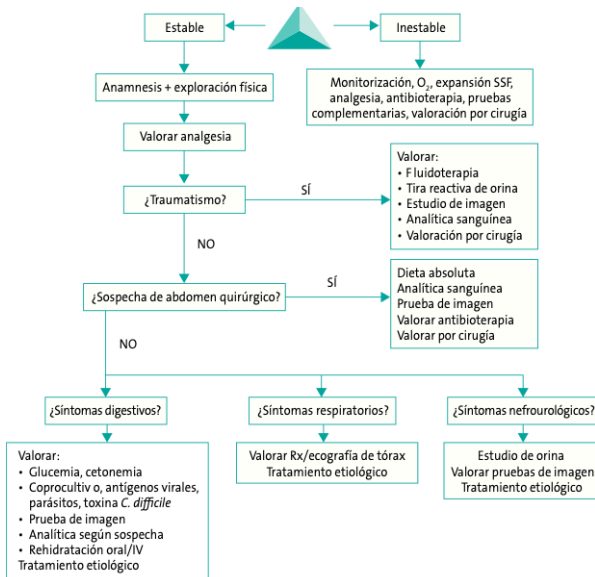 Estable
Inestable
Anamnesis + exploración física
Monitorización, O₂, expansión SSF,
analgesia, antibioterapia, pruebas
complementarias, valoración por cirugía
Valorar analgesia
¿Traumatismo?
SÍ
Valorar:
• F luidoterapia
• Tira reactiva de orina
• Estudio de imagen
• Analítica sanguínea
• Valoración por cirugía
NO
¿Sospecha de abdomen quirúrgico?
SÍ
Dieta absoluta
Analítica sanguínea
Prueba de imagen
Valorar antibioterapia
Valorar por cirugía
NO
¿Síntomas digestivos?
¿Síntomas respiratorios?
¿Síntomas nefrourológicos?
Valorar:
• Glucemia, cetonemia
• Coprocultiv o, antígenos virales,
parásitos, toxina C. difficile
• Prueba de imagen
• Analítica según sospecha
• Rehidratación oral/IV
Tratamiento etiológico
Valorar Rx/ecografía de tórax
Tratamiento etiológico
Estudio de orina
Valorar pruebas de imagen
Tratamiento etiológico